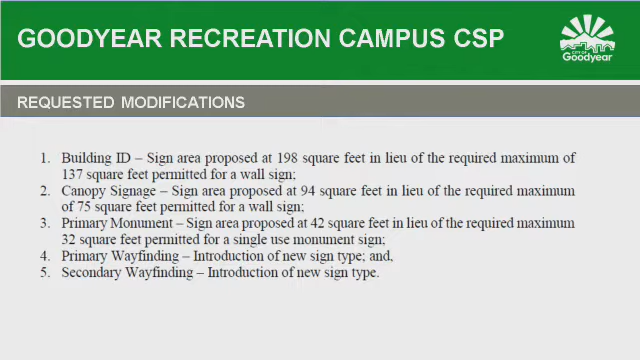 GOODYEAR RECREATION CAMPUS CSP
CITY OF
Goodyear
REQUESTED MODIFICATIONS
1. Building ID – Sign area proposed at 198 square feet in lieu of the required maximum of
137 square feet permitted for a wall sign;
2. Canopy Signage – Sign area proposed at 94 square feet in lieu of the required maximum
of 75 square feet permitted for a wall sign;
3. Primary Monument – Sign area proposed at 42 square feet in lieu of the required maximum
32 square feet permitted for a single use monument sign;
4. Primary Wayfinding – Introduction of new sign type; and,
5. Secondary Wayfinding – Introduction of new sign type.